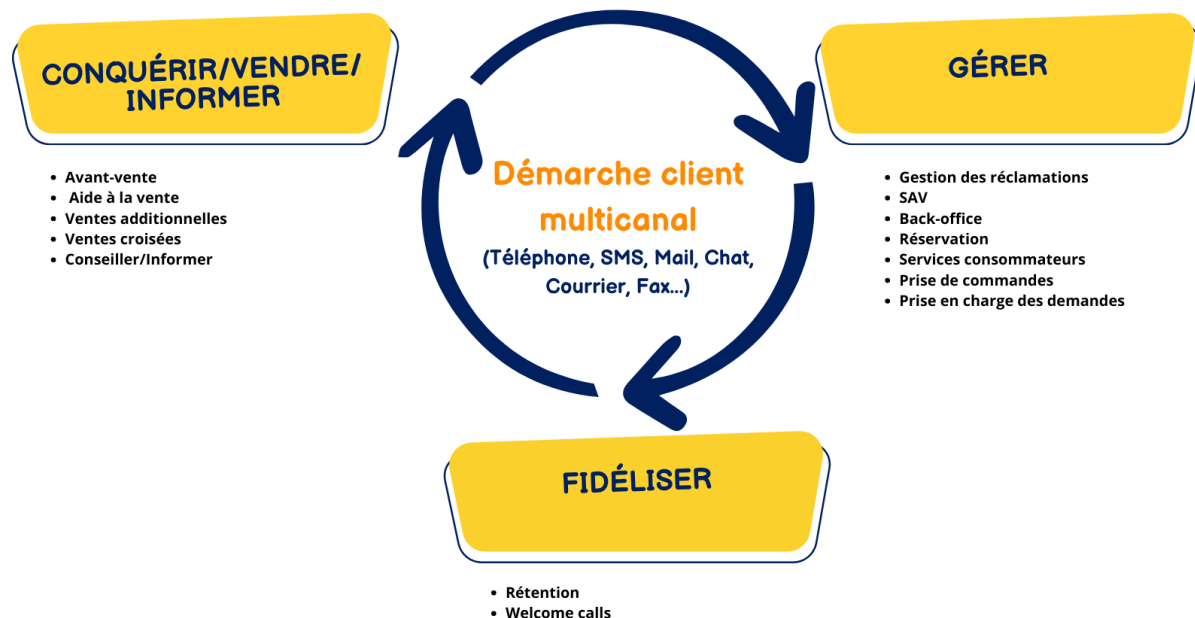 CONQUÉRIR/VENDRE/
INFORMER
• Avant-vente
• Aide à la vente
• Ventes additionnelles
• Ventes croisées
• Conseiller/Informer
Démarche client
multicanal
(Téléphone, SMS, Mail, Chat,
Courrier, Fax...)
GÉRER
• Gestion des réclamations
• SAV
• Back-office
• Réservation
• Services consommateurs
• Prise de commandes
• Prise en charge des demandes
FIDÉLISER
• Rétention
• Welcome calls